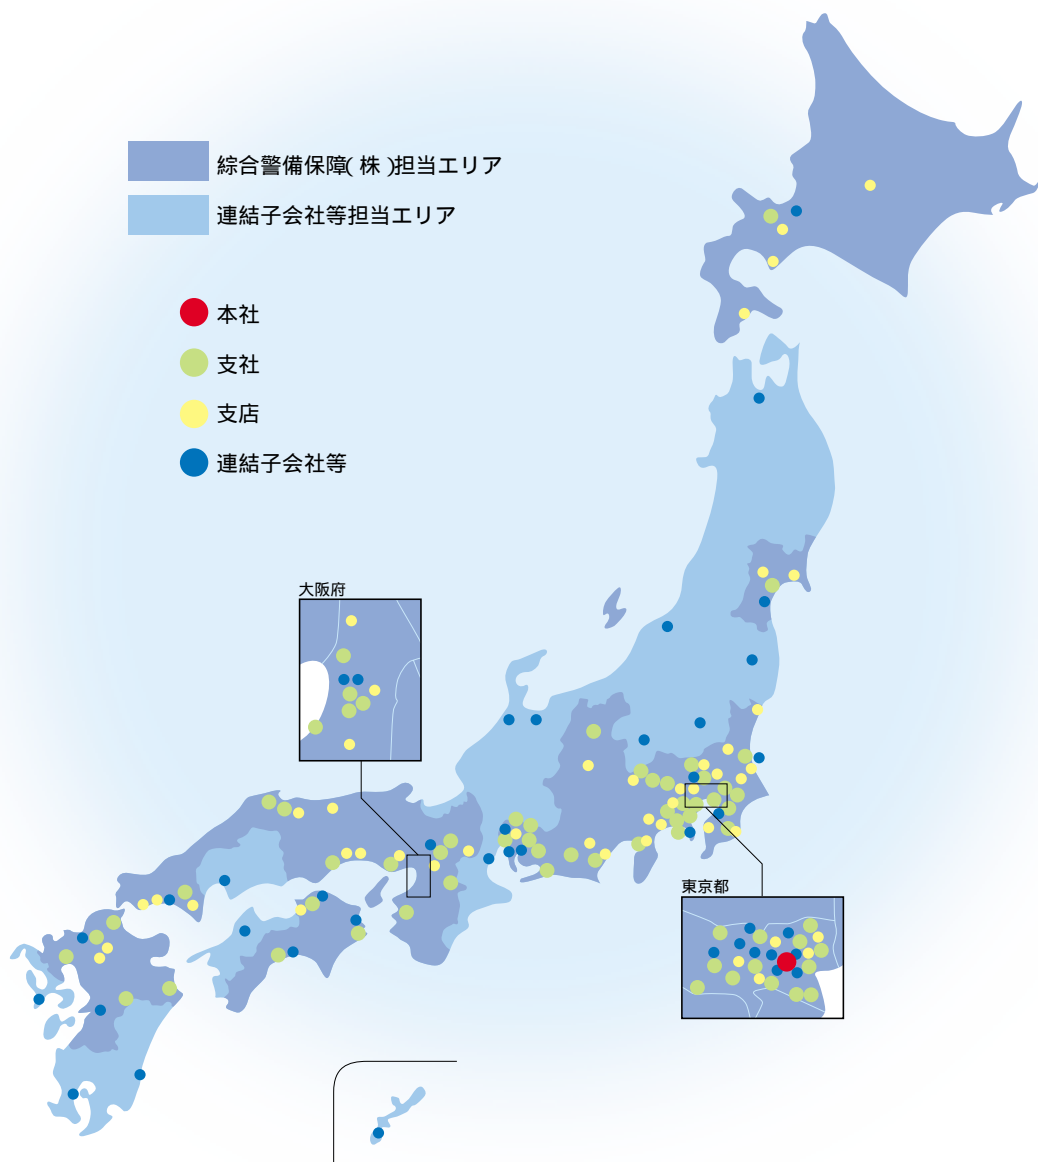 綜合警備保障(株)担当エリア
連結子会社等担当エリア
本社
支社
支店
連結子会社等
大阪府
東京都